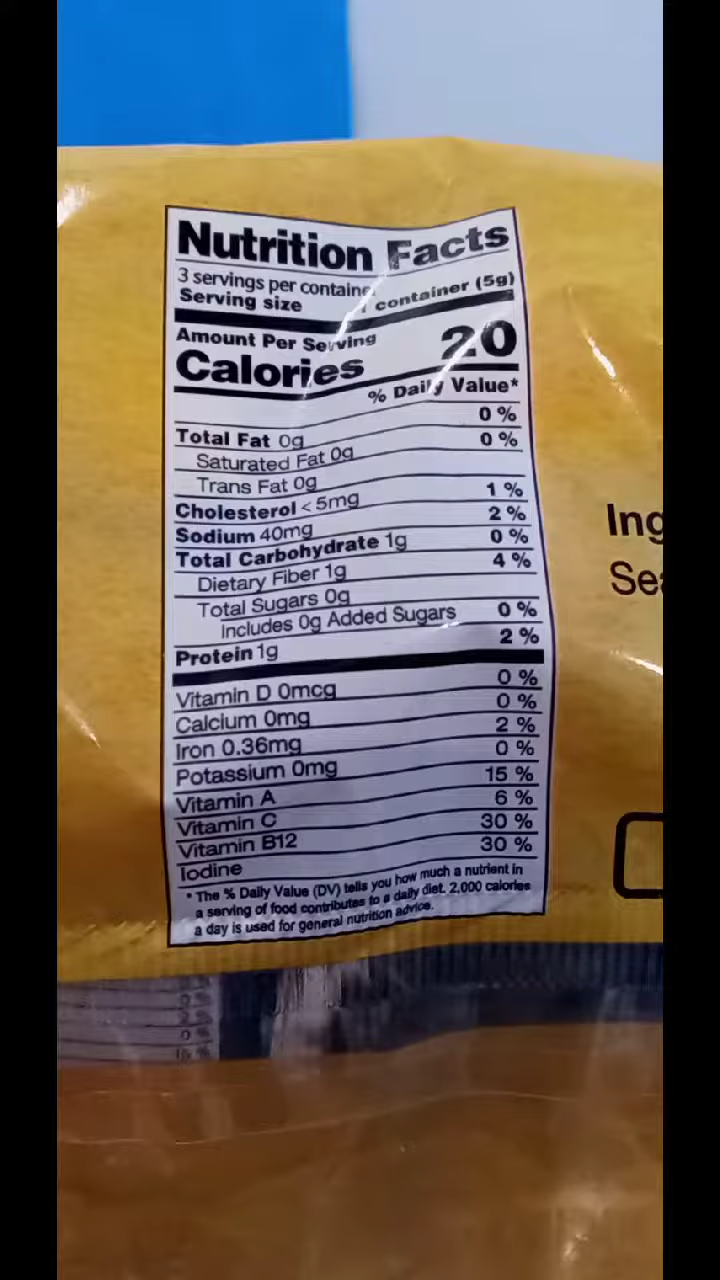 Nutrition Facts
3 servings per containe
Serving size container (5g)
Amount Per Serving
Calories 20
% Daily Value*
Total Fat 0g 0 %
Saturated Fat 0g 0 %
Trans Fat 0g
Cholesterol < 5mg 1 %
Sodium 40mg 2 %
Total Carbohydrate 1g 0 %
Dietary Fiber 1g 4 %
Total Sugars 0g
Includes 0g Added Sugars 0 %
Protein 1g 2 %
Vitamin D 0mcg 0 %
Calcium 0mg 0 %
Iron 0.36mg 2 %
Potassium 0mg 0 %
Vitamin A 15 %
Vitamin C 6 %
Vitamin B12 30 %
Iodine 30 %
* The % Daily Value (DV) tells you how much a nutrient in
a serving of food contributes to a daily diet. 2,000 calories
a day is used for general nutrition advice.
Ing
Sea